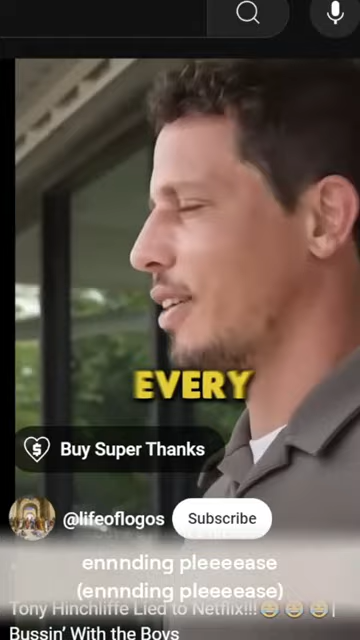 EVERY
Buy Super Thanks
@lifeoflogos Subscribe
ennnding pleeeease
(ennnding pleeeease)
Tony Hinchliffe Lied to Netflix!!!😄 😄 😄|
Bussin’ With the Boys